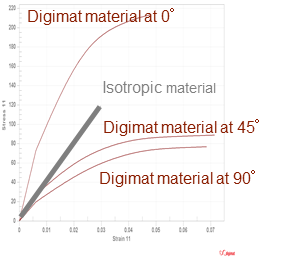 220
Digimat material at 0°
200
180
160
140
Isotropic material
120
100
Digimat material at 45°
80
60
Digimat material at 90°
40
20
0
Stress 11
0 0,01 0,02 0,03 0,04 0,05 0,06 0,07
Strain 11